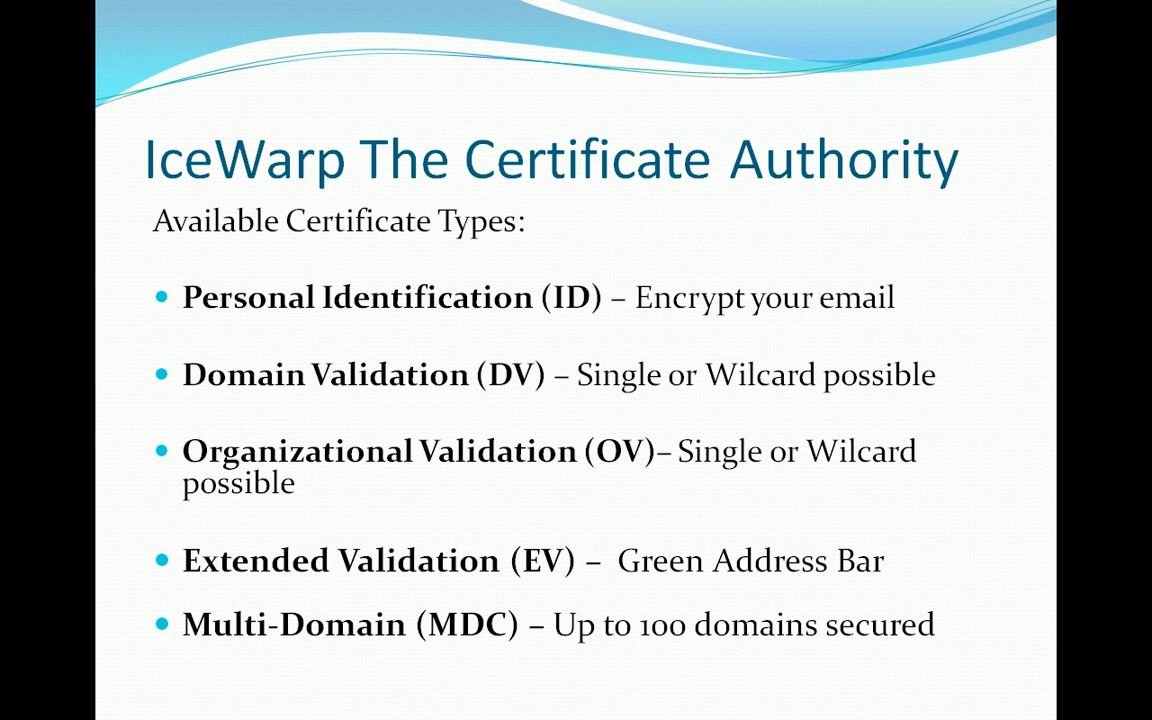 IceWarp The Certificate Authority
Available Certificate Types:
• Personal Identification (ID) – Encrypt your email
• Domain Validation (DV) – Single or Wilcard possible
• Organizational Validation (OV)– Single or Wilcard
possible
• Extended Validation (EV) – Green Address Bar
• Multi-Domain (MDC) – Up to 100 domains secured